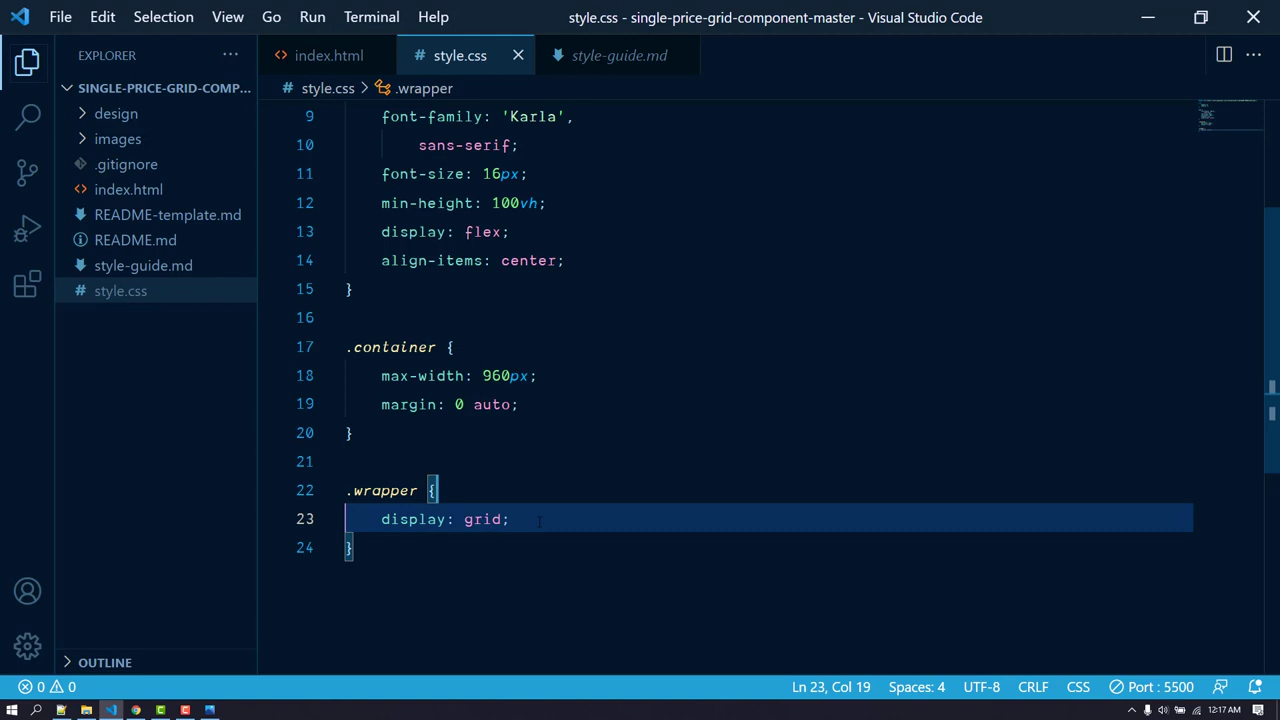 File Edit Selection View Go Run Terminal Help style.css - single-price-grid-component-master - Visual Studio Code
EXPLORER
index.html
style.css
style-guide.md
SINGLE-PRICE-GRID-COMP...
style.css > .wrapper
design
images
.gitignore
index.html
README-template.md
README.md
style-guide.md
style.css
9 font-family: 'Karla',
10 sans-serif;
11 font-size: 16px;
12 min-height: 100vh;
13 display: flex;
14 align-items: center;
15 }
16
17 .container {
18 max-width: 960px;
19 margin: 0 auto;
20 }
21
22 .wrapper {
23 display: grid;
24 }
OUTLINE
0 0 Ln 23, Col 19 Spaces: 4 UTF-8 CRLF CSS Port : 5500
12:17 AM